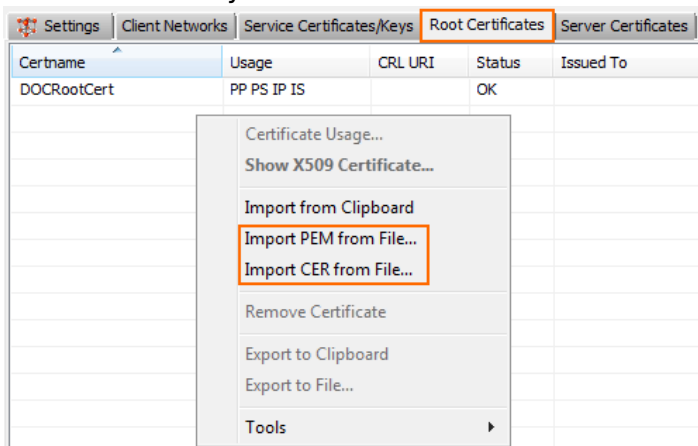 Settings Client Networks Service Certificates/Keys Root Certificates Server Certificates
Certname Usage CRL URI Status Issued To
DOCRootCert PP PS IP IS OK
Certificate Usage...
Show X509 Certificate...
Import from Clipboard
Import PEM from File...
Import CER from File...
Remove Certificate
Export to Clipboard
Export to File...
Tools